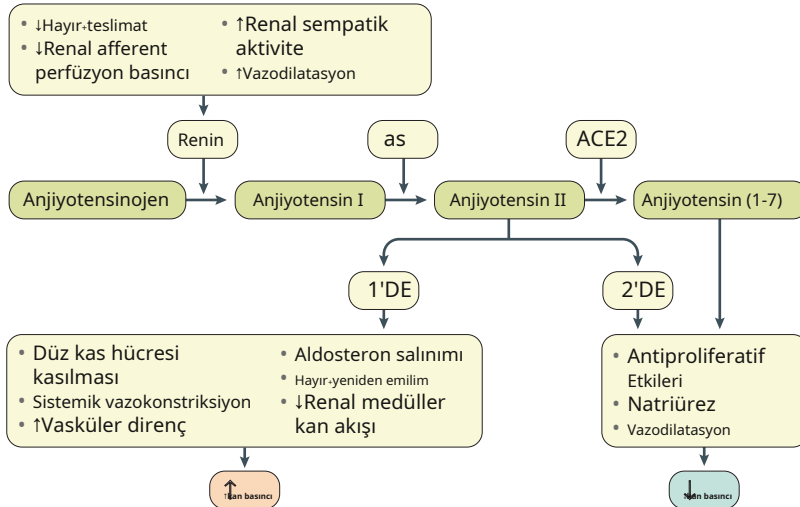 • ↓Hayır+teslimat
• ↓Renal afferent
perfüzyon basıncı
• ↑Renal sempatik
aktivite
• ↑Vazodilatasyon
Renin
as
ACE2
Anjiyotensinojen
Anjiyotensin I
Anjiyotensin II
Anjiyotensin (1-7)
1'DE
2'DE
• Düz kas hücresi
kasılması
• Sistemik vazokonstriksiyon
• ↑Vasküler direnç
• Aldosteron salınımı
• Hayır+yeniden emilim
• ↓Renal medüller
kan akışı
• Antiproliferatif
Etkileri
• Natriürez
• Vazodilatasyon
↑kan basıncı
↓kan basıncı